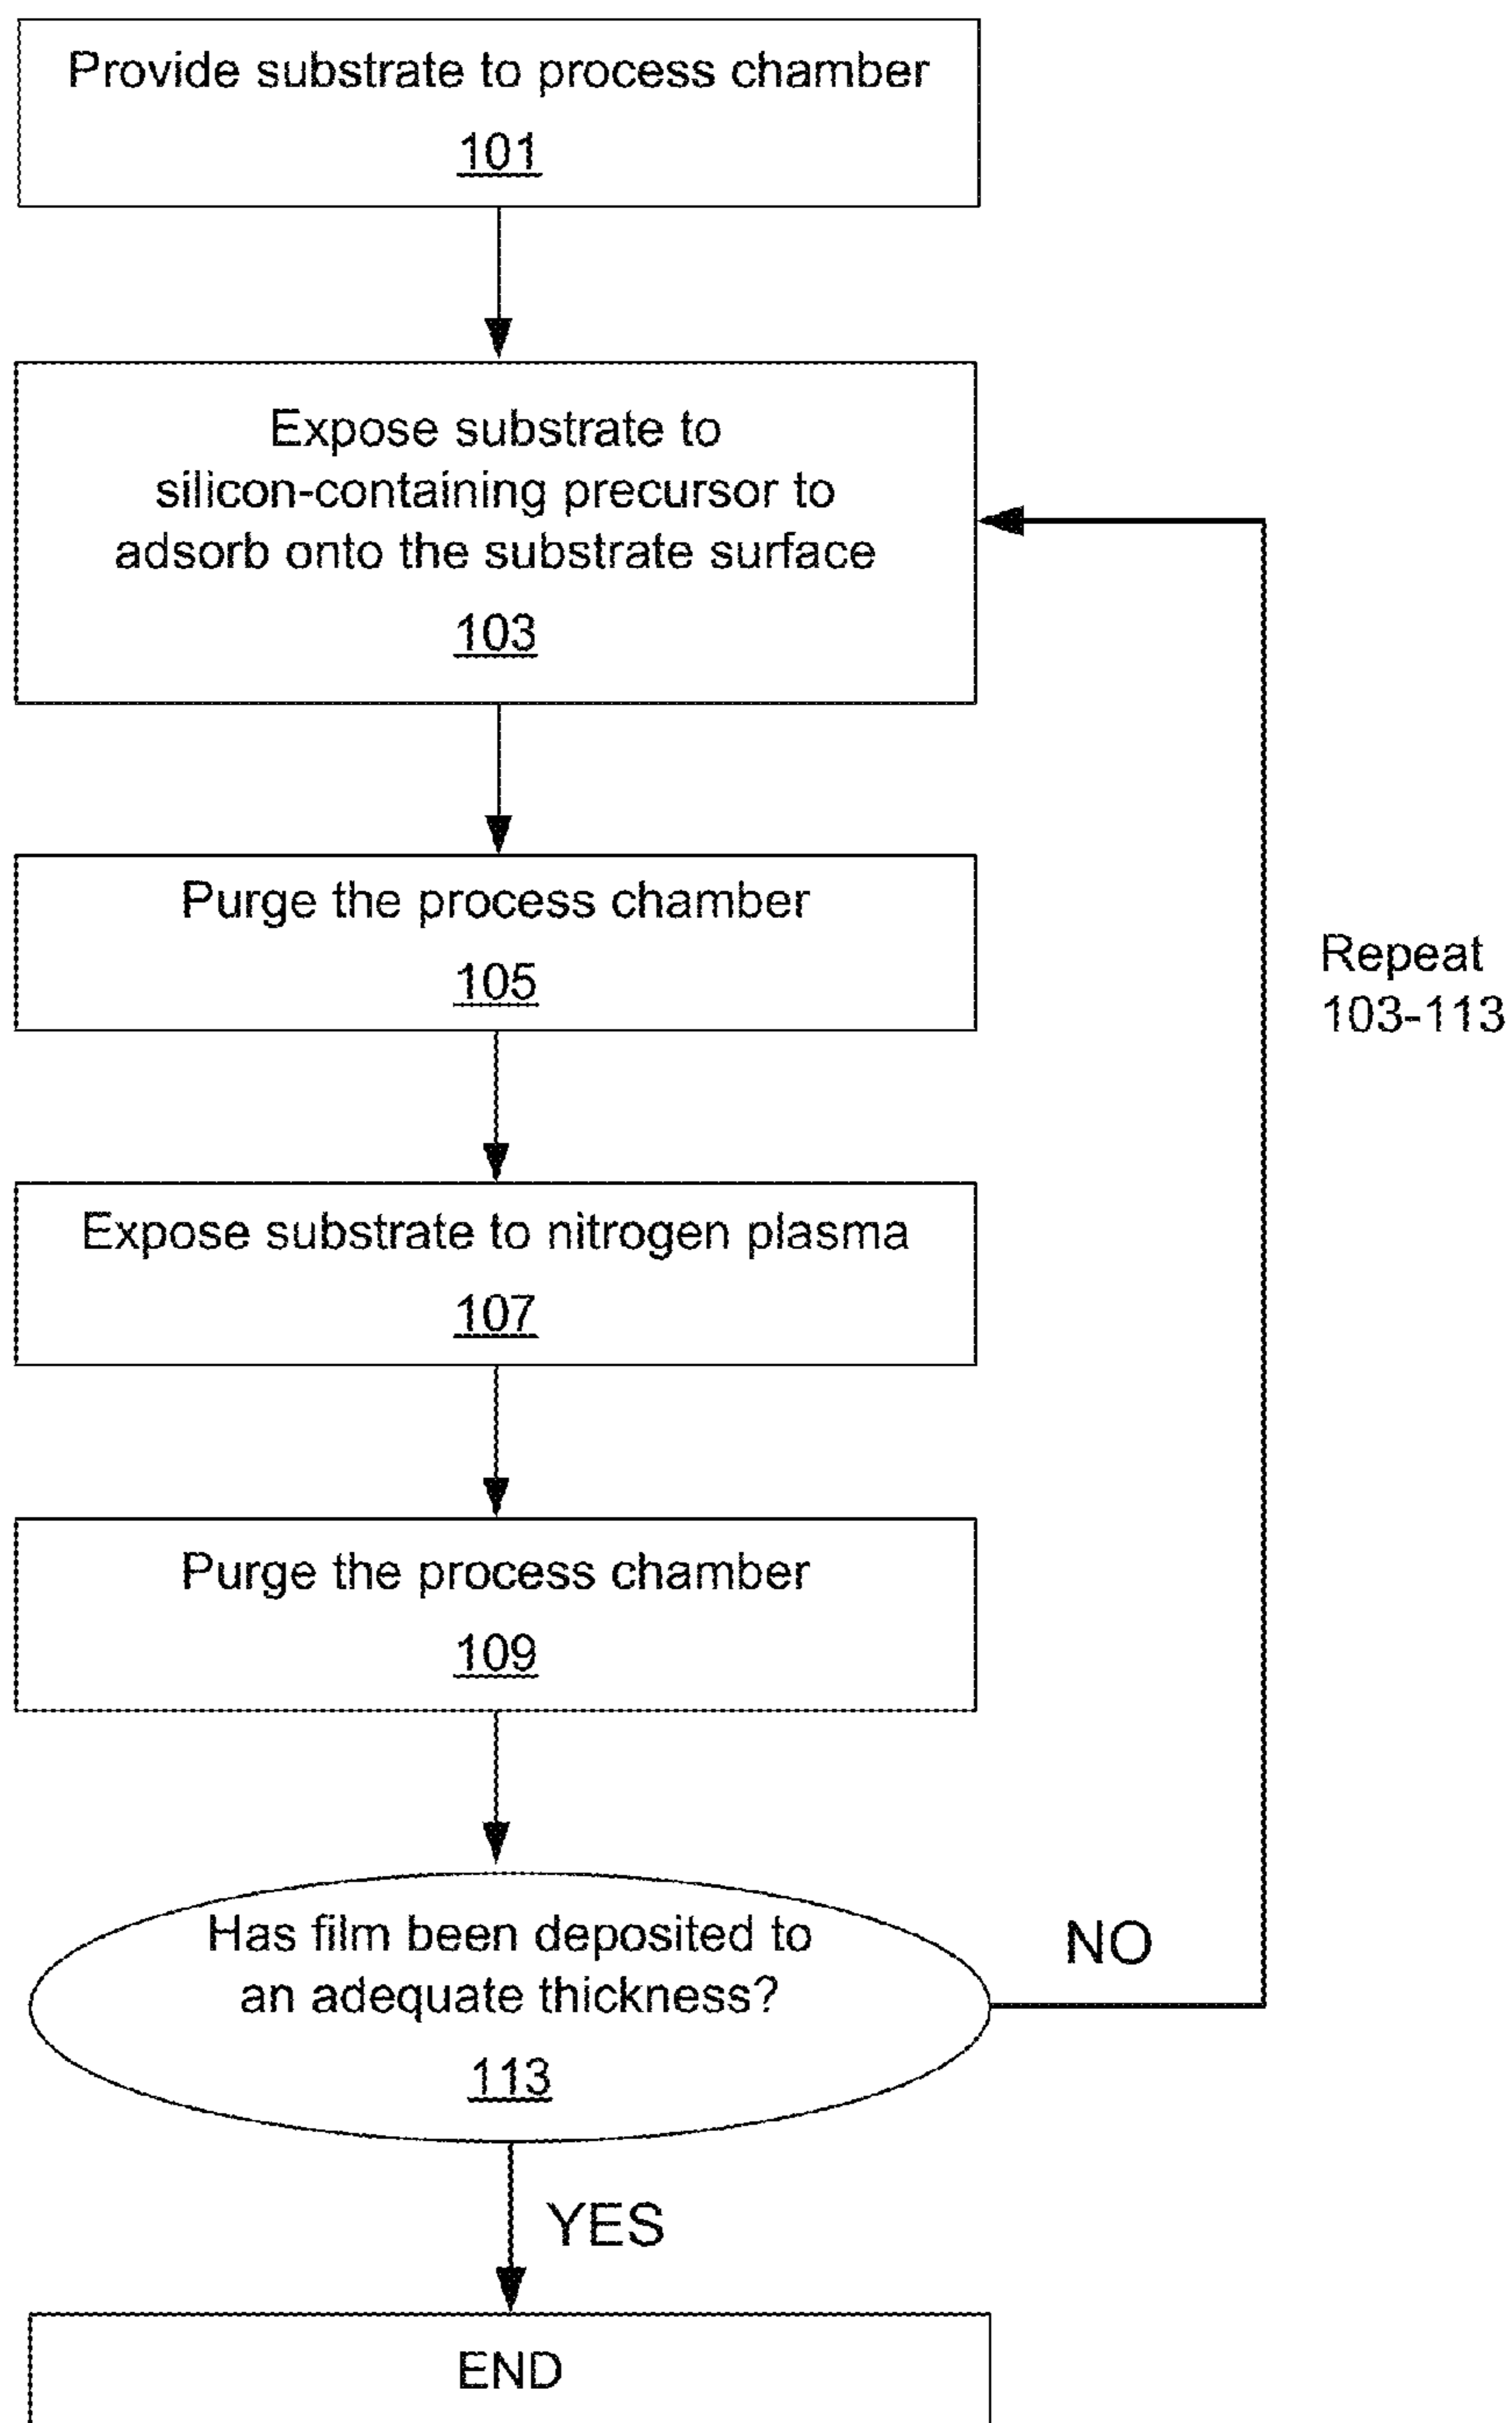 Provide substrate to process chamber
101
Expose substrate to
silicon-containing precursor to
adsorb onto the substrate surface
103
Purge the process chamber
105
Repeat
103-113
Expose substrate to nitrogen plasma
107
Purge the process chamber
109
Has film been deposited to
an adequate thickness?
113
NO
YES
END